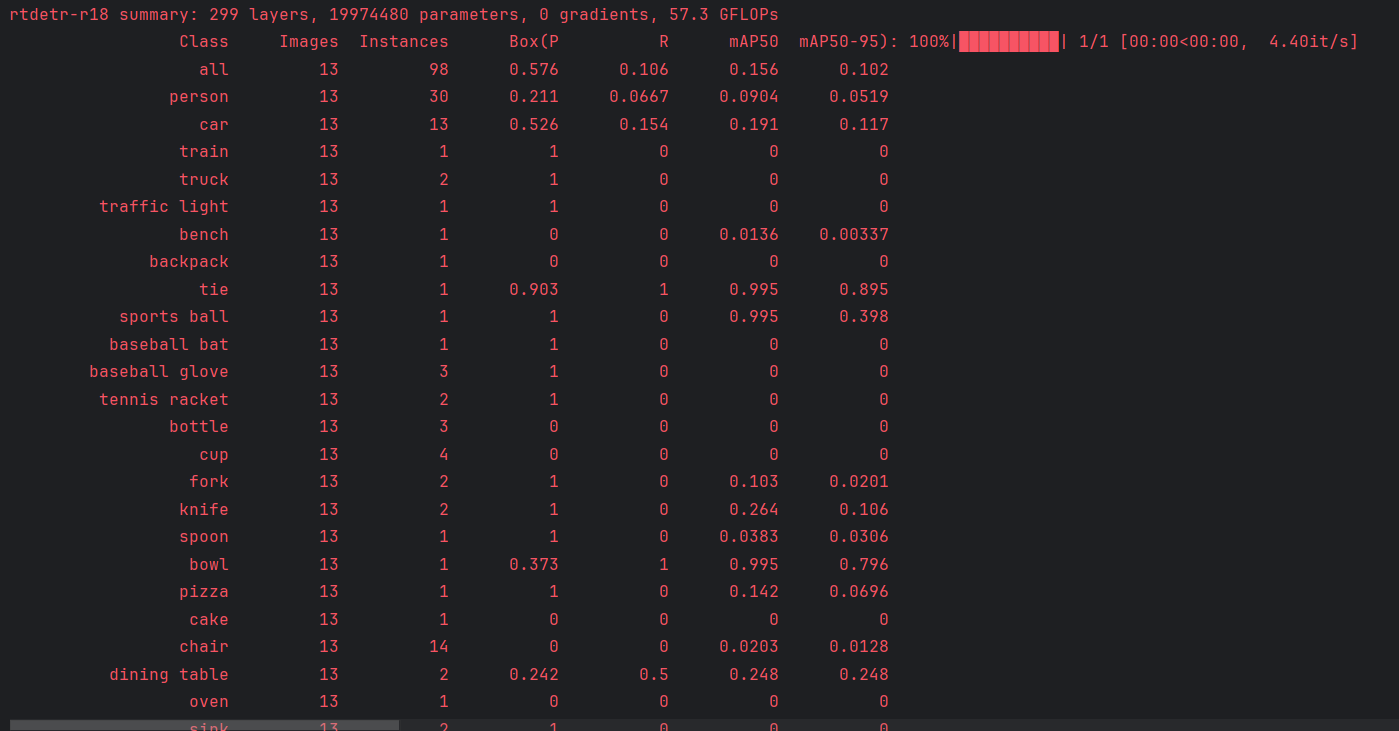 rtdetr-r18 summary: 299 layers, 19974480 parameters, 0 gradients, 57.3 GFLOPs
Class Images Instances Box(P R mAP50 mAP50-95): 100%|██████████| 1/1 [00:00<00:00, 4.40it/s]
all 13 98 0.576 0.106 0.156 0.102
person 13 30 0.211 0.0667 0.0904 0.0519
car 13 13 0.526 0.154 0.191 0.117
train 13 1 1 0 0 0
truck 13 2 1 0 0 0
traffic light 13 1 1 0 0 0
bench 13 1 0 0 0.0136 0.00337
backpack 13 1 0 0 0 0
tie 13 1 0.903 1 0.995 0.895
sports ball 13 1 1 0 0.995 0.398
baseball bat 13 1 1 0 0 0
baseball glove 13 3 1 0 0 0
tennis racket 13 2 1 0 0 0
bottle 13 3 0 0 0 0
cup 13 4 0 0 0 0
fork 13 2 1 0 0.103 0.0201
knife 13 2 1 0 0.264 0.106
spoon 13 1 1 0 0.0383 0.0306
bowl 13 1 0.373 1 0.995 0.796
pizza 13 1 1 0 0.142 0.0696
cake 13 1 0 0 0 0
chair 13 14 0 0 0.0203 0.0128
dining table 13 2 0.242 0.5 0.248 0.248
oven 13 1 0 0 0 0
sink 13 2 1 0 0 0